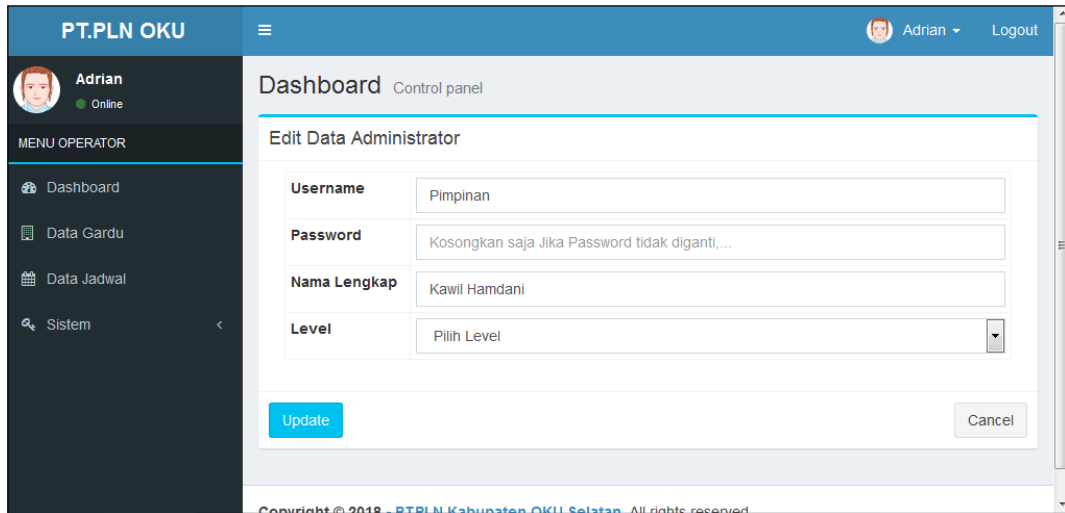 PT.PLN OKU
Adrian
Logout
Adrian
Online
MENU OPERATOR
Dashboard
Data Gardu
Data Jadwal
Sistem
Dashboard Control panel
Edit Data Administrator
Username
Pimpinan
Password
Kosongkan saja Jika Password tidak diganti,...
Nama Lengkap
Kawil Hamdani
Level
Pilih Level
Update
Cancel
Copyright © 2018 - PTPLN Kabupaten OKU Selatan. All rights reserved